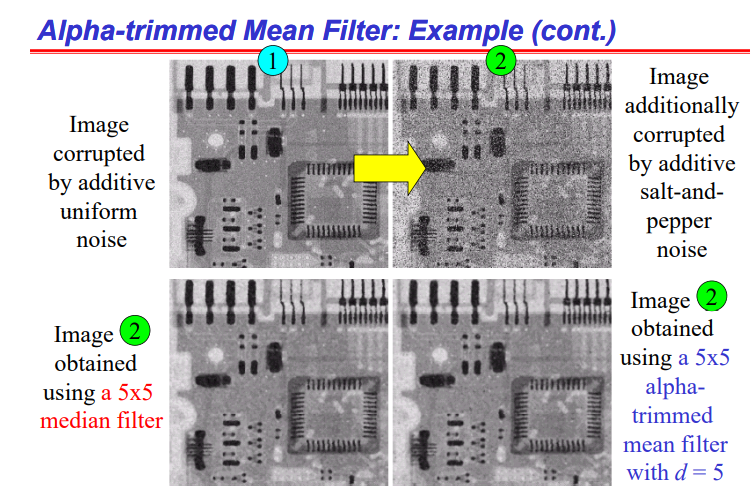 Alpha-trimmed Mean Filter: Example (cont.)
1
2
Image
corrupted
by additive
uniform
noise
Image
additionally
corrupted
by additive
salt-and-
pepper
noise
Image 2
obtained
using a 5x5
median filter
Image 2
obtained
using a 5x5
alpha-
trimmed
mean filter
with d = 5